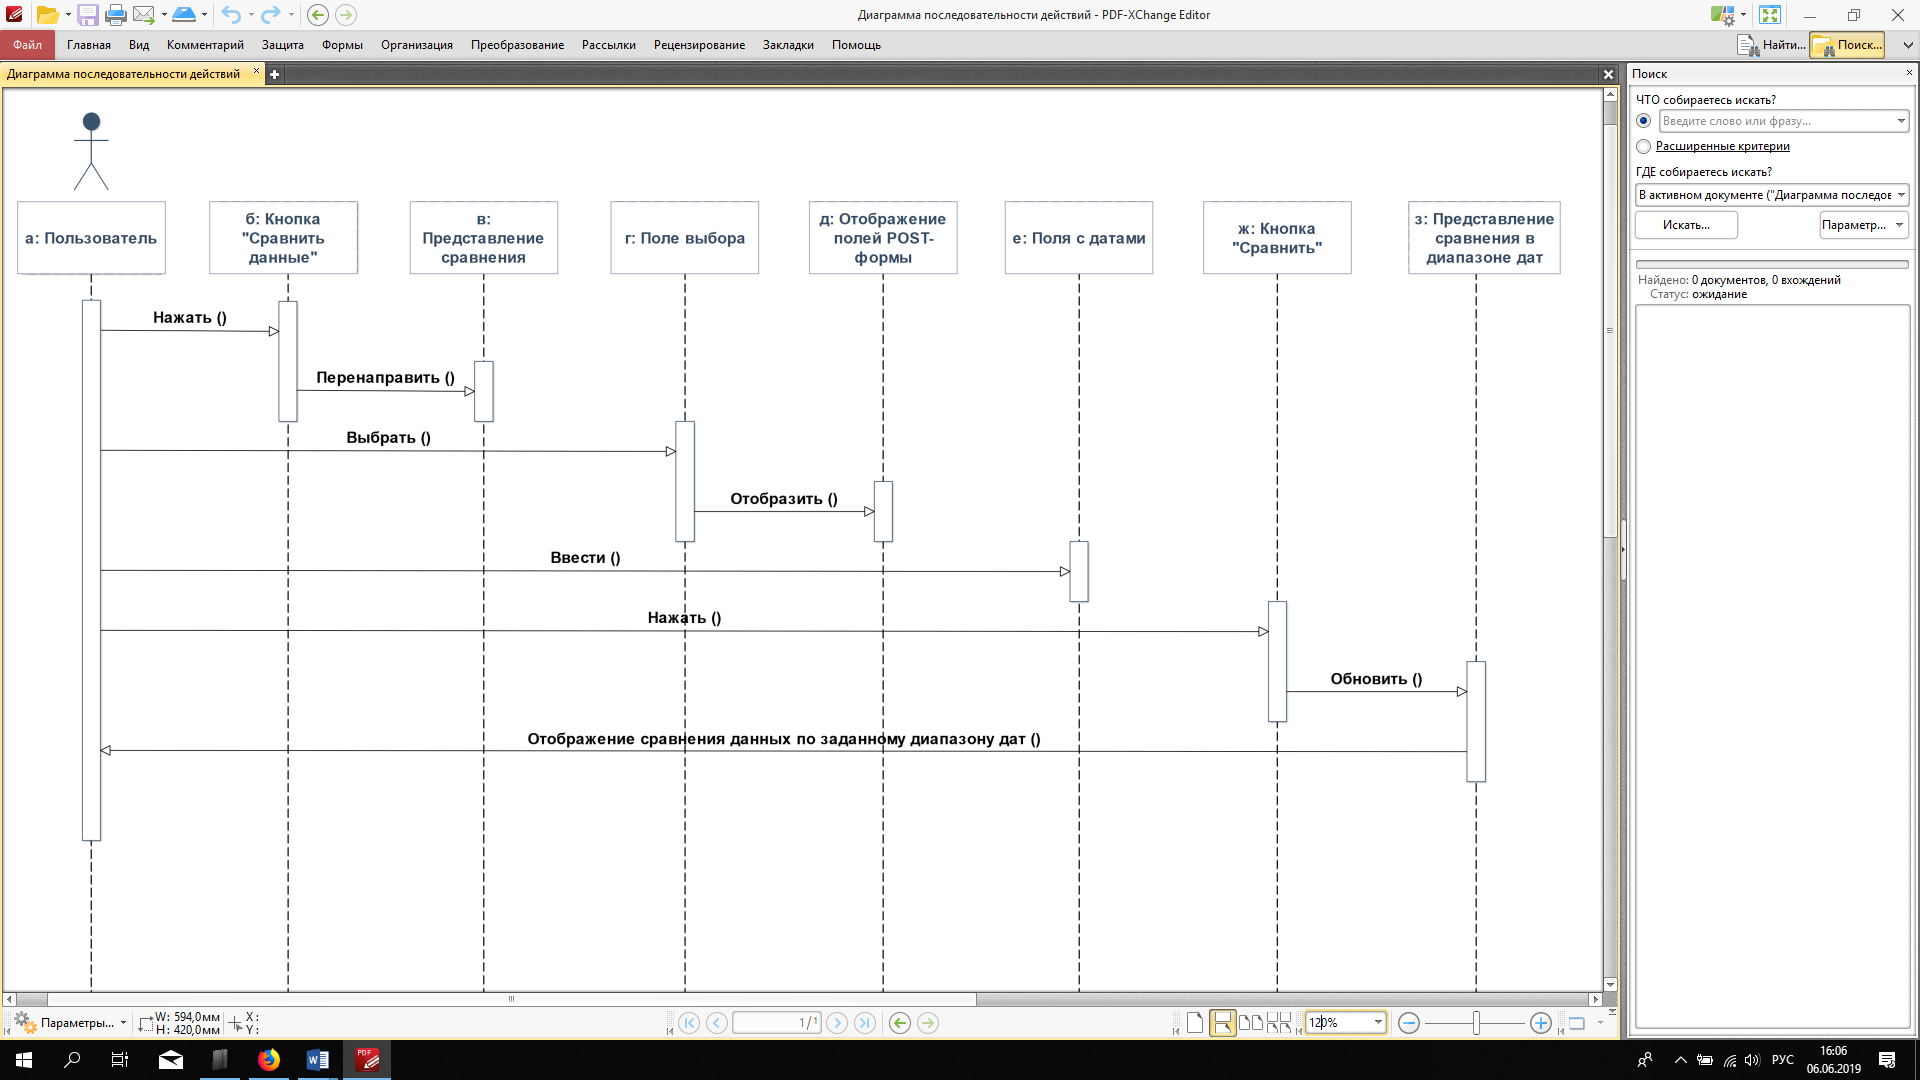 Диаграмма последовательности действий - PDF-XChange Editor
Файл Главная Вид Комментарий Защита Формы Организация Преобразование Рассылки Рецензирование Закладки Помощь
Найти... Поиск...
Диаграмма последовательности действий
а: Пользователь
б: Кнопка
"Сравнить
данные"
в:
Представление
сравнения
г: Поле выбора
д: Отображение
полей POST-
формы
е: Поля с датами
ж: Кнопка
"Сравнить"
з: Представление
сравнения в
диапазоне дат
Нажать ()
Перенаправить ()
Выбрать ()
Отобразить ()
Ввести ()
Нажать ()
Обновить ()
Отображение сравнения данных по заданному диапазону дат ()
Поиск
ЧТО собираетесь искать?
Введите слово или фразу...
Расширенные критерии
ГДЕ собираетесь искать?
В активном документе ("Диаграмма последов
Искать... Параметр...
Найдено: 0 документов, 0 вхождений
Статус: ожидание
Параметры...
W: 594,0мм
H: 420,0мм
X:
Y:
1/1
120%
PDF
РУС
16:06
06.06.2019